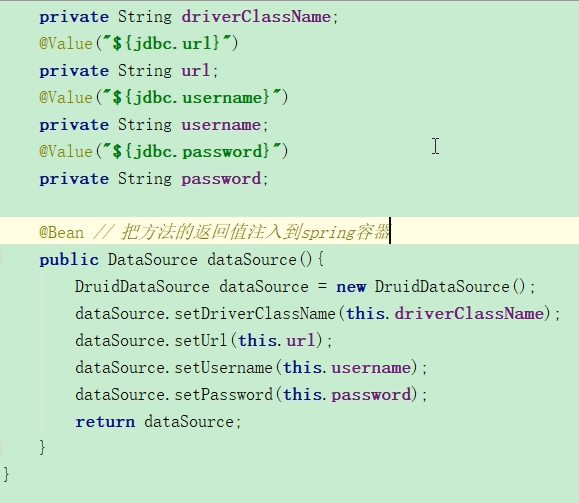 private String driverClassName;
@Value("${jdbc.url}")
private String url;
@Value("${jdbc.username}")
private String username;
@Value("${jdbc.password}")
private String password;
@Bean // 把方法的返回值注入到spring容器
public DataSource dataSource(){
DruidDataSource dataSource = new DruidDataSource();
dataSource.setDriverClassName(this.driverClassName);
dataSource.setUrl(this.url);
dataSource.setUsername(this.username);
dataSource.setPassword(this.password);
return dataSource;
}
}